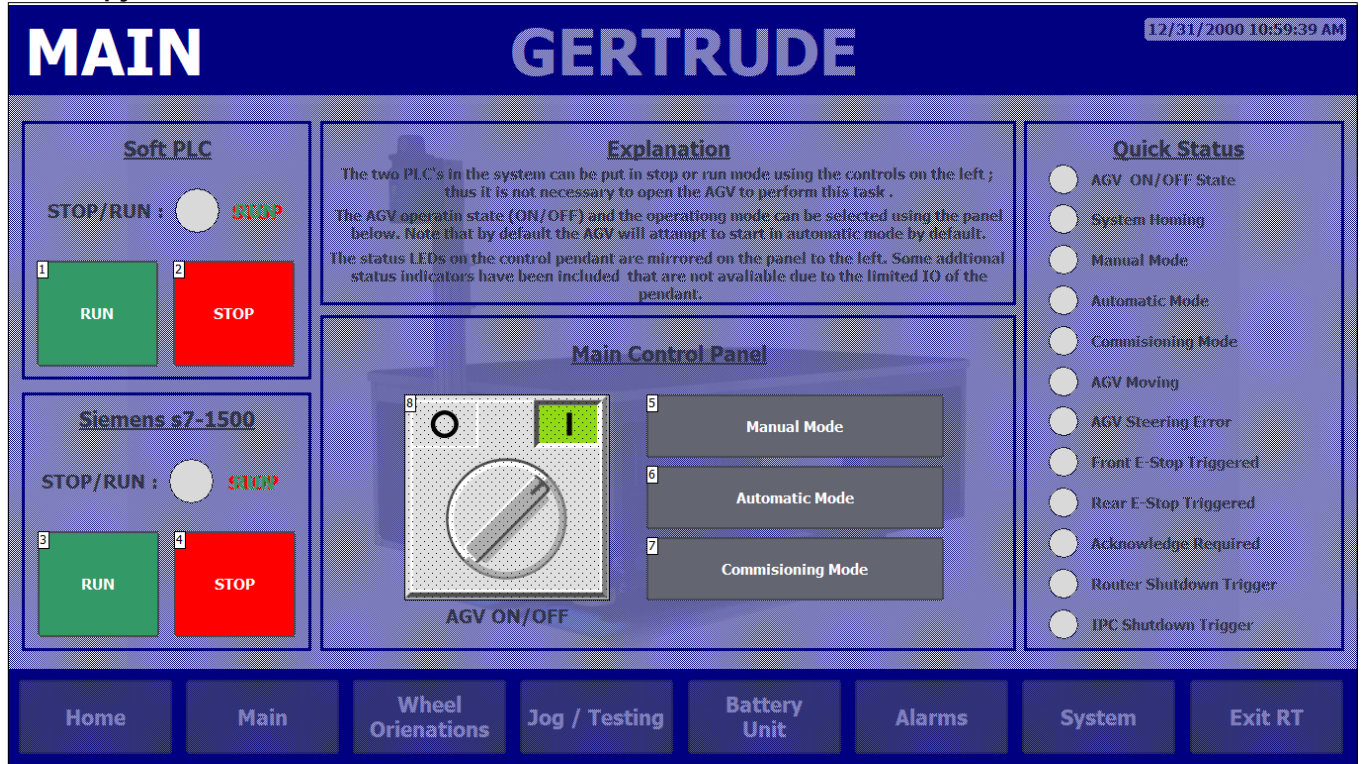 MAIN
GERTRUDE
12/31/2000 10:59:39 AM
Soft PLC
STOP/RUN :
STOP
1
RUN
2
STOP
Siemens s7-1500
STOP/RUN :
STOP
3
RUN
4
STOP
Explanation
The two PLC's in the system can be put in stop or run mode using the controls on the left ;
thus it is not necessary to open the AGV to perform this task .
The AGV operatin state (ON/OFF) and the operationg mode can be selected using the panel
below. Note that by default the AGV will attampt to start in automatic mode by default.
The status LEDs on the control pendant are mirrored on the panel to the left. Some addtional
status indicators have been included that are not avaliable due to the limited IO of the
pendant.
Main Control Panel
8
O
I
AGV ON/OFF
5
Manual Mode
6
Automatic Mode
7
Commisioning Mode
Quick Status
AGV ON/OFF State
System Homing
Manual Mode
Automatic Mode
Commisioning Mode
AGV Moving
AGV Steering Error
Front E-Stop Triggered
Rear E-Stop Triggered
Acknowledge Required
Router Shutdown Trigger
IPC Shutdown Trigger
Home
Main
Wheel
Orienations
Jog / Testing
Battery
Unit
Alarms
System
Exit RT